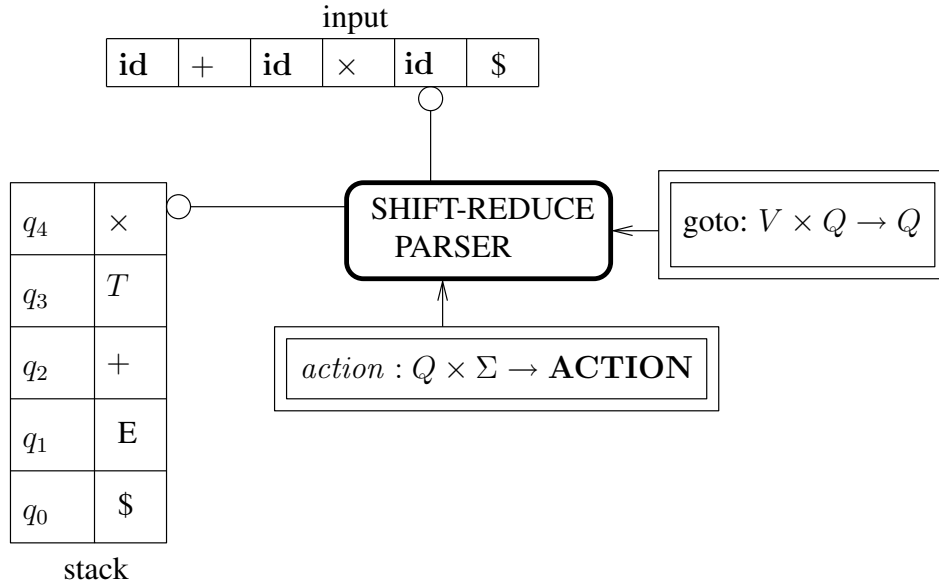 input
id + id × id $
SHIFT-REDUCE
PARSER
goto: V × Q → Q
action : Q × Σ → ACTION
q₄ ×
q₃ T
q₂ +
q₁ E
q₀ $
stack